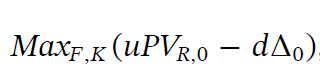 Max_{F,K}(uPV_{R,0} − dΔ_0)